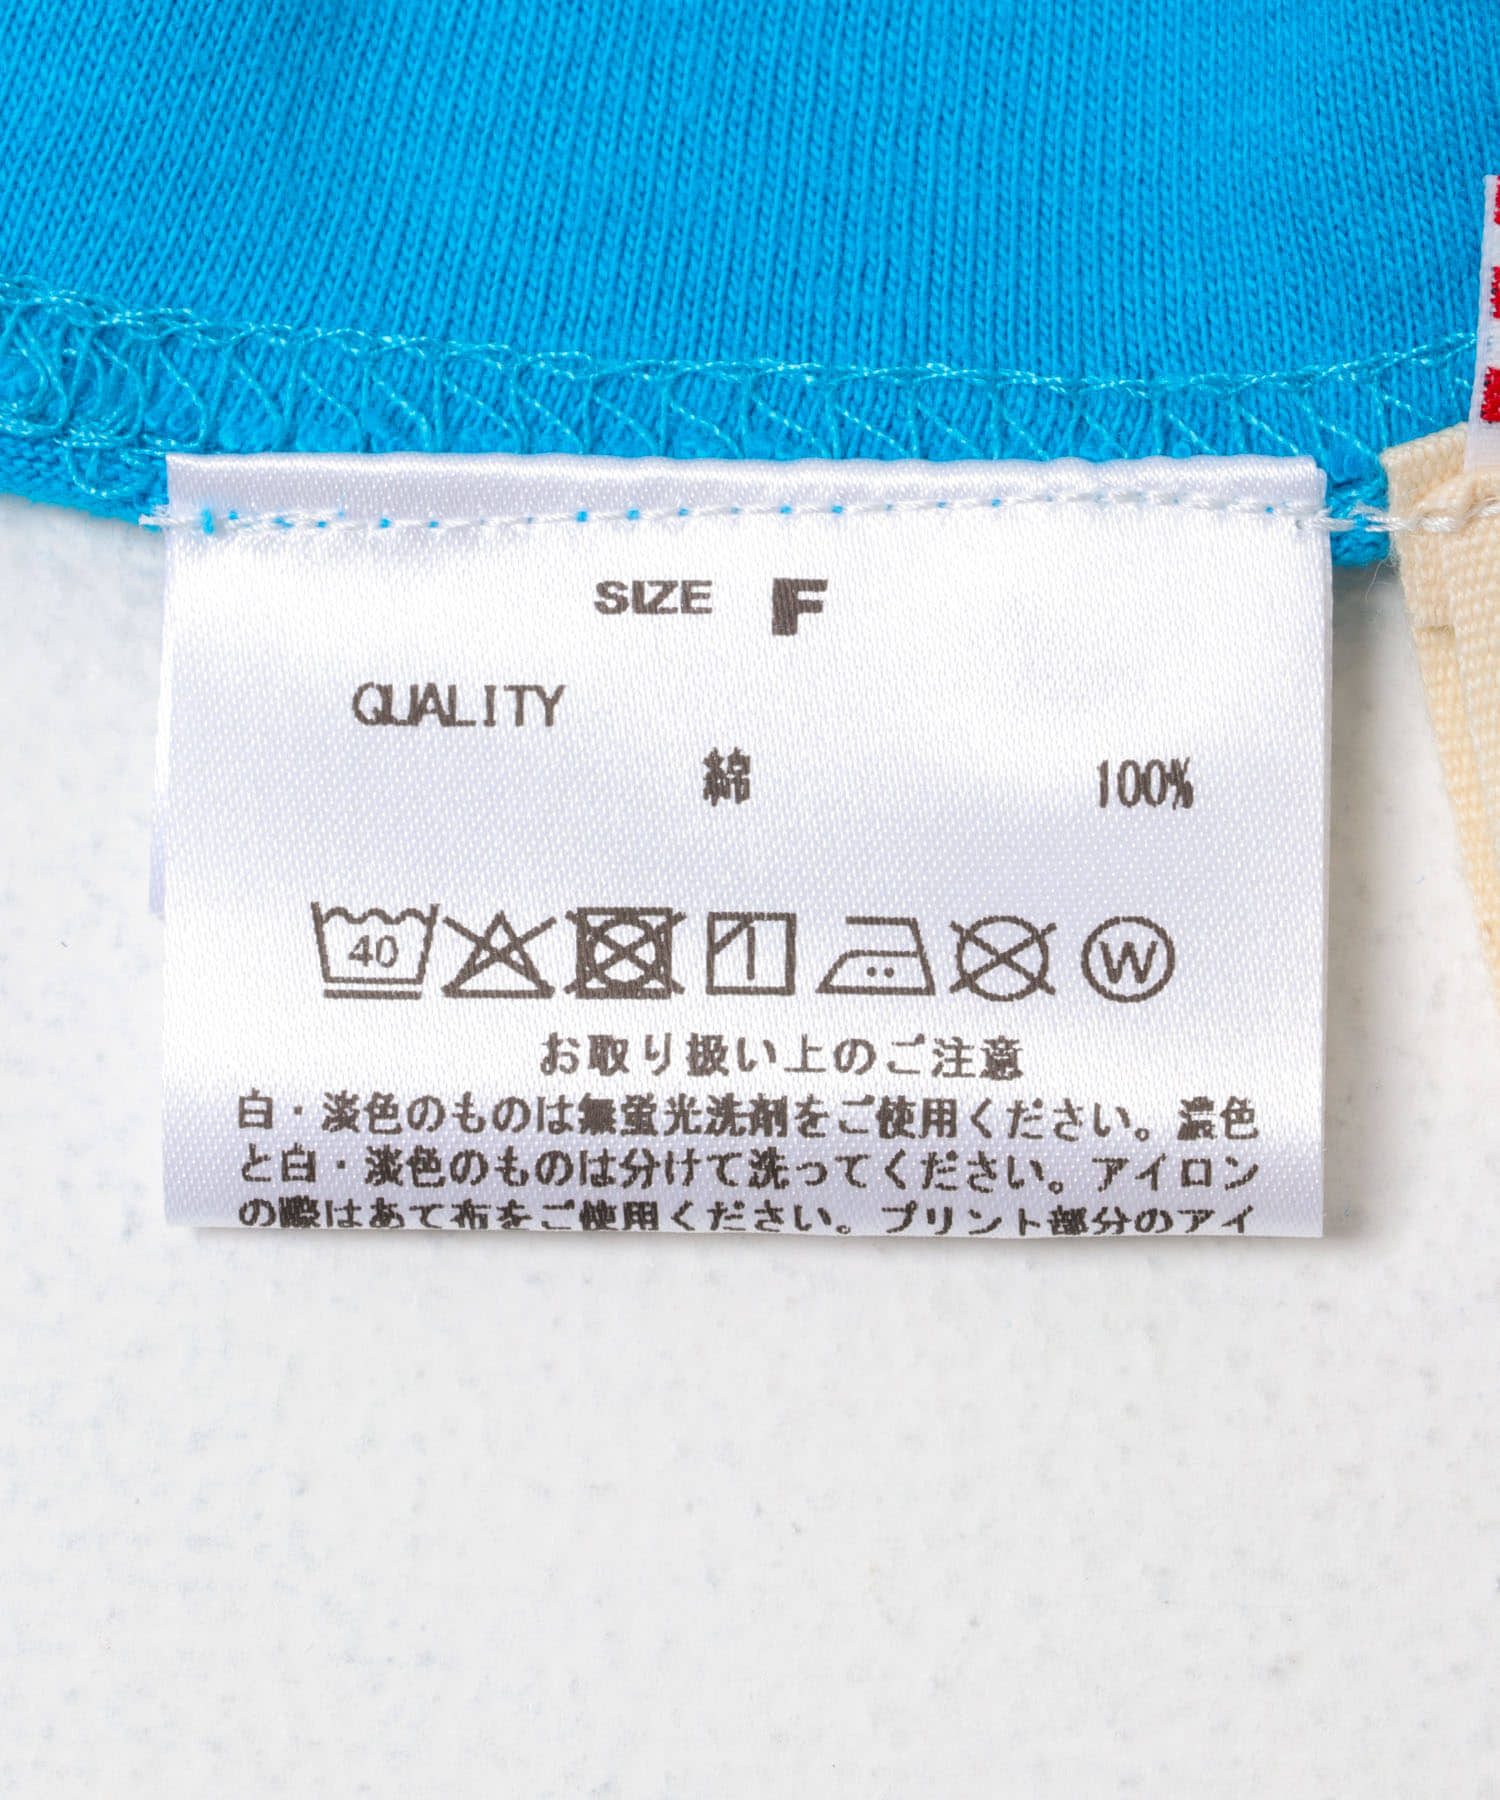 SIZE F
QUALITY
綿 100%
40 W
お取り扱い上のご注意
白・淡色のものは無蛍光洗剤をご使用ください。濃色
と白・淡色のものは分けて洗ってください。アイロン
の際はあて布をご使用ください。プリント部分のアイ